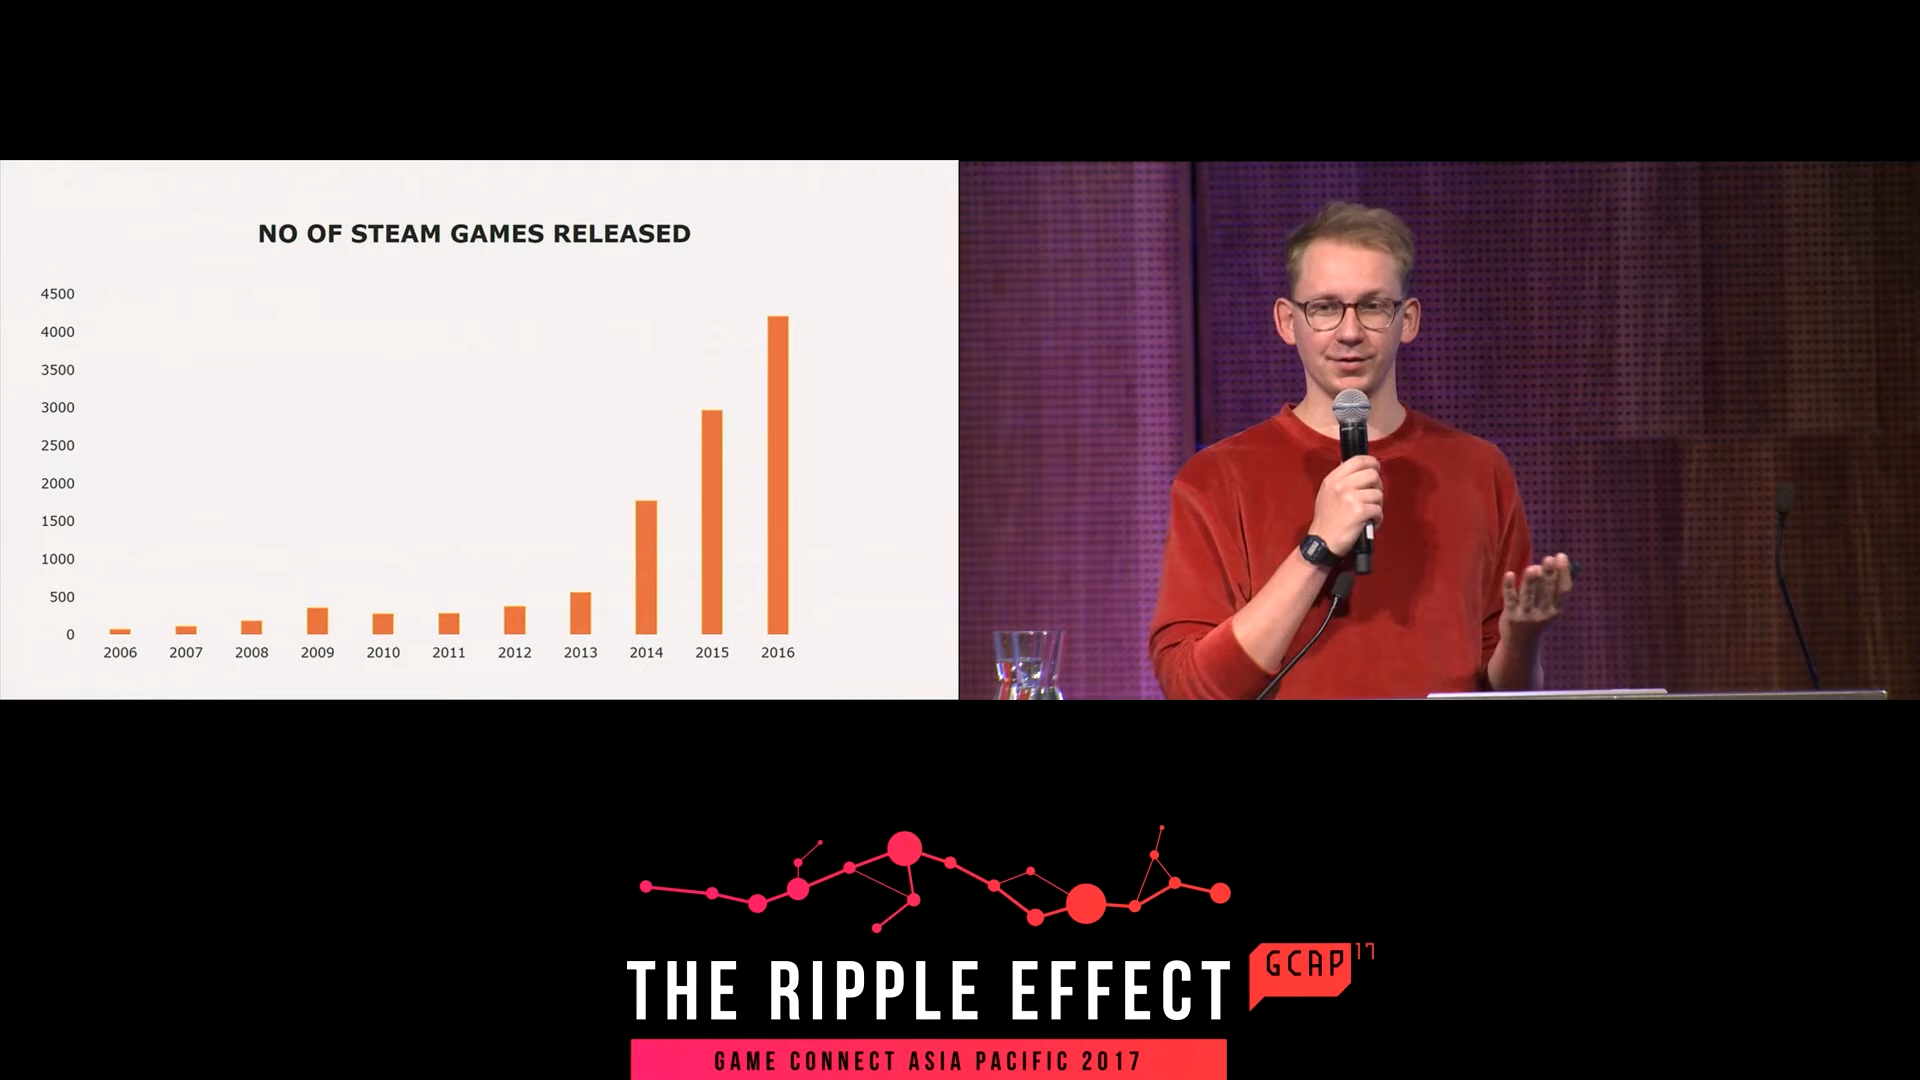 NO OF STEAM GAMES RELEASED
4500
4000
3500
3000
2500
2000
1500
1000
500
0
2006 2007 2008 2009 2010 2011 2012 2013 2014 2015 2016
THE RIPPLE EFFECT
GCAP 17
GAME CONNECT ASIA PACIFIC 2017